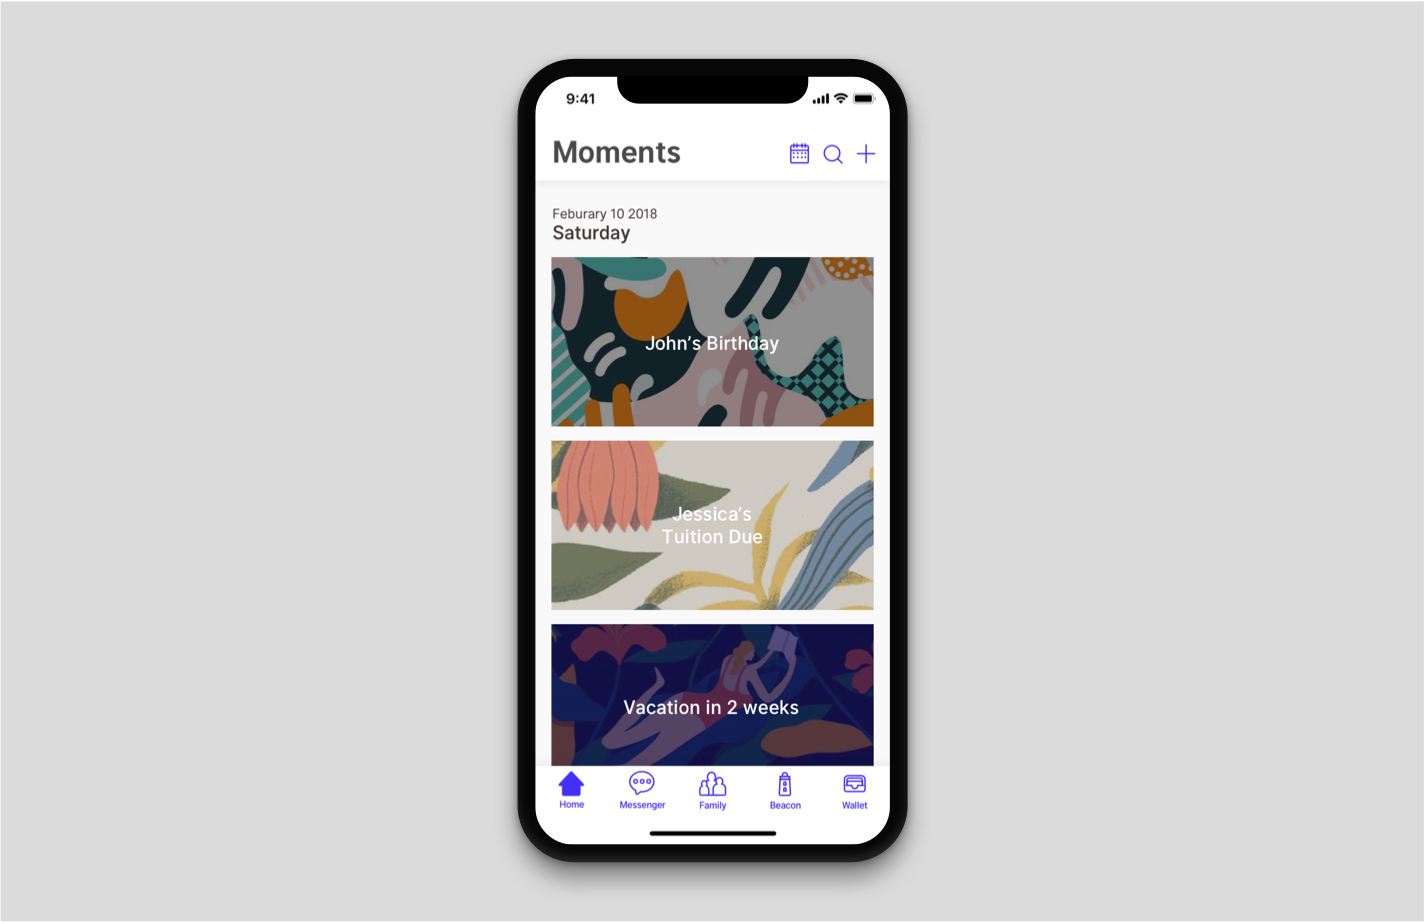 9:41
Moments
Feburary 10 2018
Saturday
John's Birthday
Jessica's
Tuition Due
Vacation in 2 weeks
Home
Messenger
Family
Beacon
Wallet